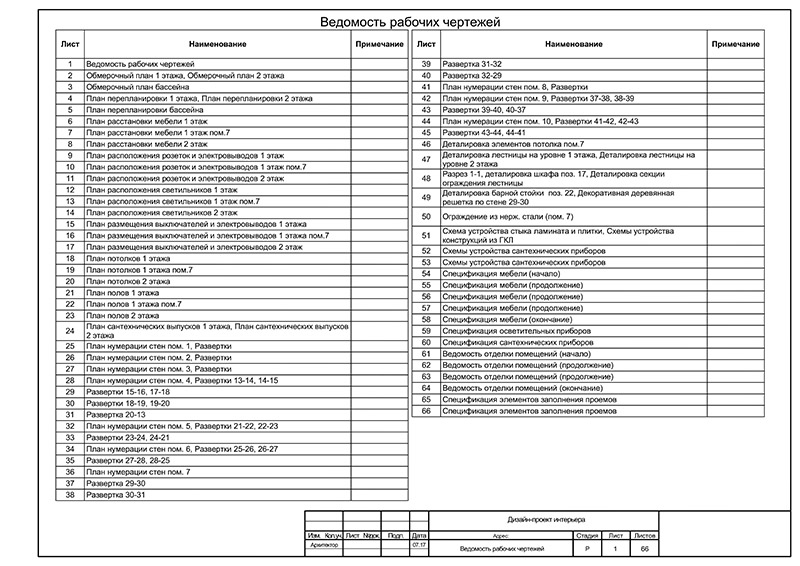 Ведомость рабочих чертежей
Лист Наименование Примечание
1 Ведомость рабочих чертежей
2 Обмерочный план 1 этажа, Обмерочный план 2 этажа
3 Обмерочный план бассейна
4 План перепланировки 1 этажа, План перепланировки 2 этажа
5 План перепланировки бассейна
6 План расстановки мебели 1 этаж
7 План расстановки мебели 1 этаж пом.7
8 План расстановки мебели 2 этаж
9 План расположения розеток и электровыводов 1 этаж
10 План расположения розеток и электровыводов 1 этаж пом.7
11 План расположения розеток и электровыводов 2 этаж
12 План расположения светильников 1 этаж
13 План расположения светильников 1 этаж пом.7
14 План расположения светильников 2 этаж
15 План размещения выключателей и электровыводов 1 этажа
16 План размещения выключателей и электровыводов 1 этажа пом.7
17 План размещения выключателей и электровыводов 2 этаж
18 План потолков 1 этажа
19 План потолков 1 этажа пом.7
20 План потолков 2 этаж
21 План полов 1 этажа
22 План полов 1 этажа пом.7
23 План полов 2 этаж
24 План сантехнических выпусков 1 этажа, План сантехнических выпусков
2 этажа
25 План нумерации стен пом. 1, Развертки
26 План нумерации стен пом. 2, Развертки
27 План нумерации стен пом. 3, Развертки
28 План нумерации стен пом. 4, Развертки 13-14, 14-15
29 Развертки 15-16, 17-18
30 Развертки 18-19, 19-20
31 Развертка 20-13
32 План нумерации стен пом. 5, Развертки 21-22, 22-23
33 Развертки 23-24, 24-21
34 План нумерации стен пом. 6, Развертки 25-26, 26-27
35 Развертки 27-28, 28-25
36 План нумерации стен пом. 7
37 Развертка 29-30
38 Развертка 30-31
Лист Наименование Примечание
39 Развертка 31-32
40 Развертка 32-29
41 План нумерации стен пом. 8, Развертки
42 План нумерации стен пом. 9, Развертки 37-38, 38-39
43 Развертки 39-40, 40-37
44 План нумерации стен пом. 10, Развертки 41-42, 42-43
45 Развертки 43-44, 44-41
46 Деталировка элементов потолка пом.7
47 Деталировка лестницы на уровне 1 этажа, Деталировка лестницы на
уровне 2 этажа
48 Разрез 1-1, деталировка шкафа поз. 17, Деталировка секции
ограждения лестницы
49 Деталировка барной стойки поз. 22, Декоративная деревянная
решетка по стене 29-30
50 Ограждение из нерж. стали (пом. 7)
51 Схема устройства стыка ламината и плитки, Схемы устройства
конструкций из ГКЛ
52 Схемы устройства сантехнических приборов
53 Схемы устройства сантехнических приборов
54 Спецификация мебели (начало)
55 Спецификация мебели (продолжение)
56 Спецификация мебели (продолжение)
57 Спецификация мебели (продолжение)
58 Спецификация мебели (окончание)
59 Спецификация осветительных приборов
60 Спецификация сантехнических приборов
61 Ведомость отделки помещений (начало)
62 Ведомость отделки помещений (продолжение)
63 Ведомость отделки помещений (продолжение)
64 Ведомость отделки помещений (окончание)
65 Спецификация элементов заполнения проемов
66 Спецификация элементов заполнения проемов
Дизайн-проект интерьера
Изм. Кол.уч. Лист №док. Подп. Дата
Адрес: Стадия Лист Листов
Архитектор 07.17
Ведомость рабочих чертежей Р 1 66